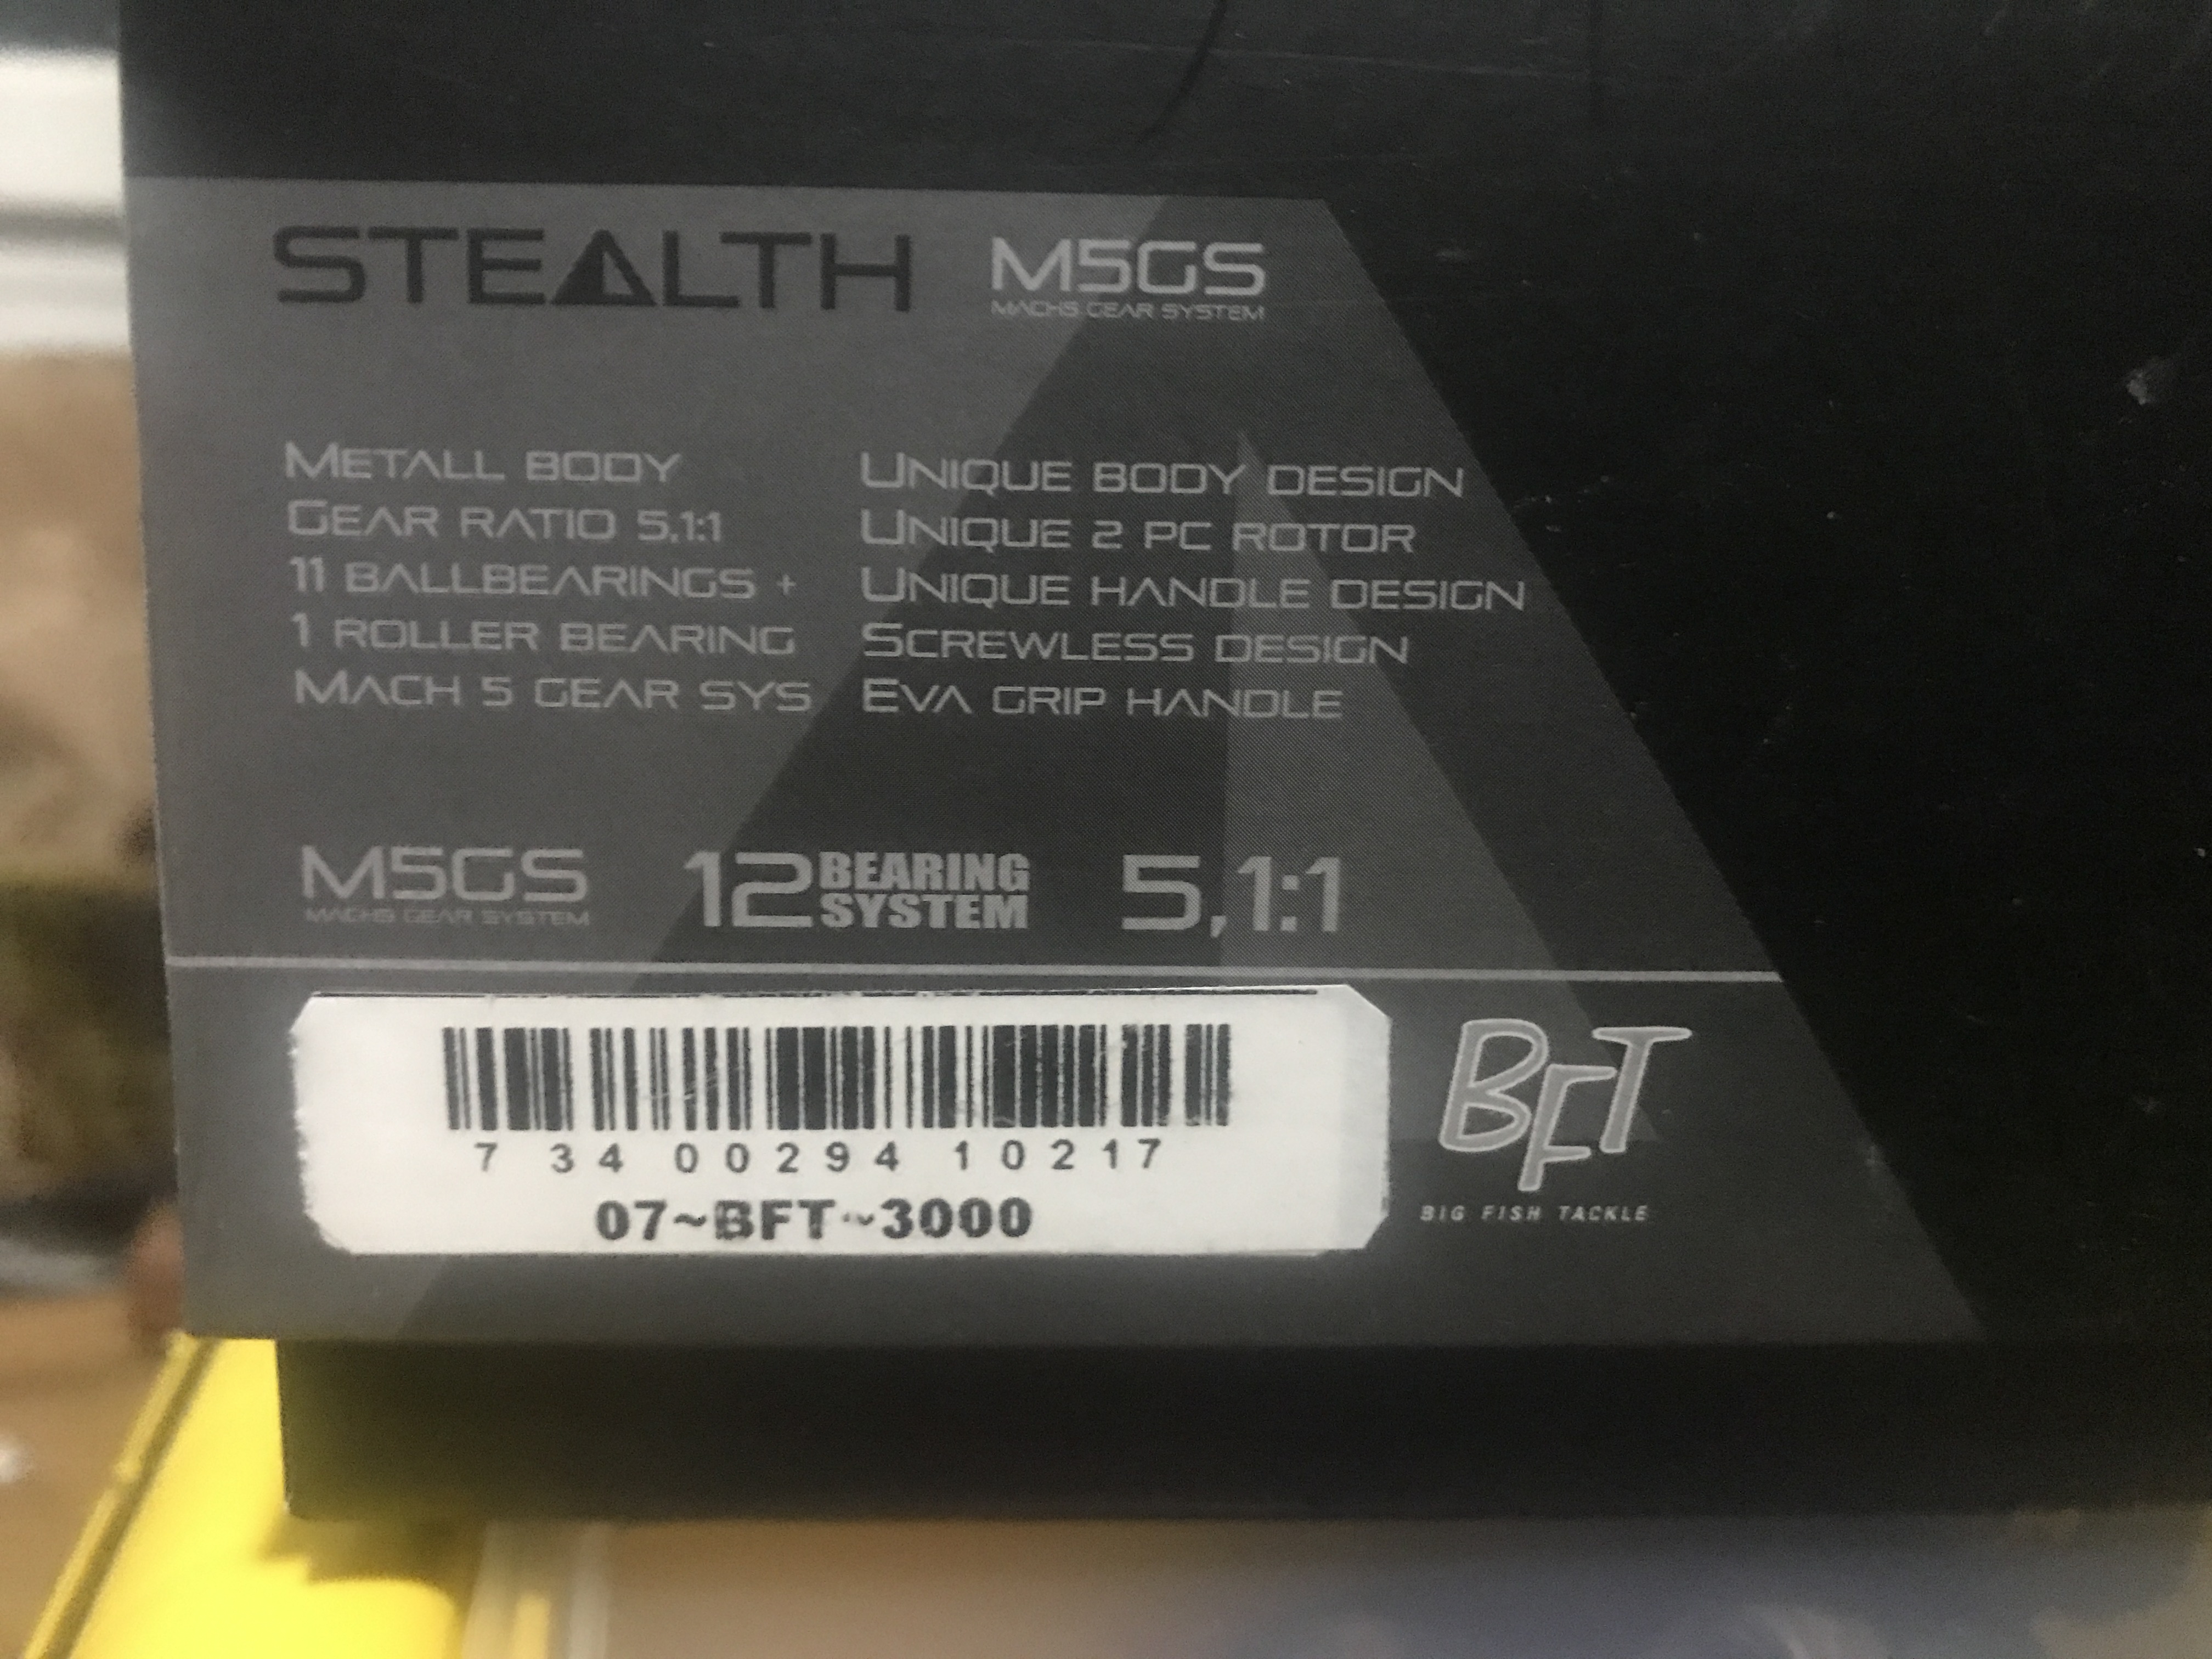 STEALTH M5GS
MACH5 GEAR SYSTEM
METALL BODY
GEAR RATIO 5,1:1
11 BALLBEARINGS +
1 ROLLER BEARING
MACH 5 GEAR SYS
UNIQUE BODY DESIGN
UNIQUE 2 PC ROTOR
UNIQUE HANDLE DESIGN
SCREWLESS DESIGN
EVA GRIP HANDLE
M5GS
MACH5 GEAR SYSTEM
12 BEARING SYSTEM
5,1:1
7 34 00294 10217
07~BFT~3000
BFT
BIG FISH TACKLE